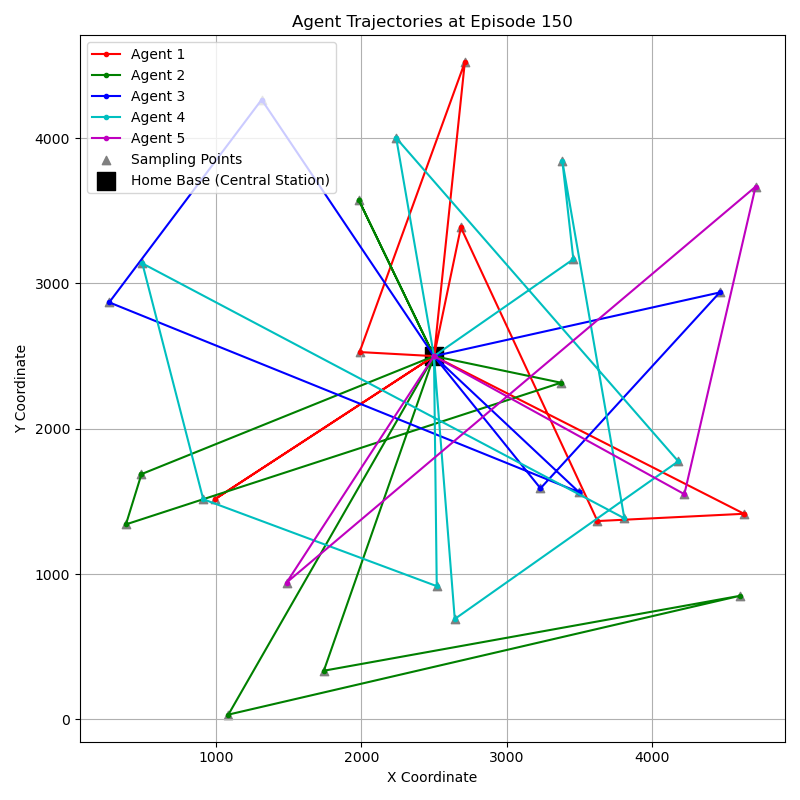 Agent Trajectories at Episode 150
Agent 1
Agent 2
Agent 3
Agent 4
Agent 5
Sampling Points
Home Base (Central Station)
4000
3000
2000
1000
0
Y Coordinate
1000 2000 3000 4000
X Coordinate